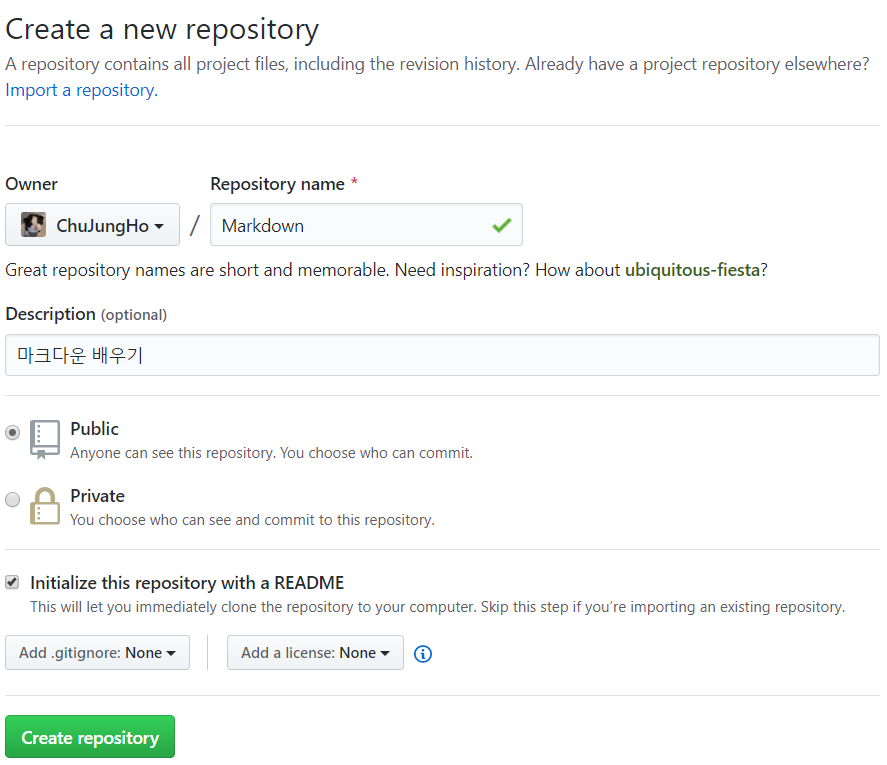 Create a new repository
A repository contains all project files, including the revision history. Already have a project repository elsewhere?
Import a repository.
Owner
Repository name *
ChuJungHo
/
Markdown
Great repository names are short and memorable. Need inspiration? How about ubiquitous-fiesta?
Description (optional)
마크다운 배우기
Public
Anyone can see this repository. You choose who can commit.
Private
You choose who can see and commit to this repository.
Initialize this repository with a README
This will let you immediately clone the repository to your computer. Skip this step if you’re importing an existing repository.
Add .gitignore: None
Add a license: None
Create repository